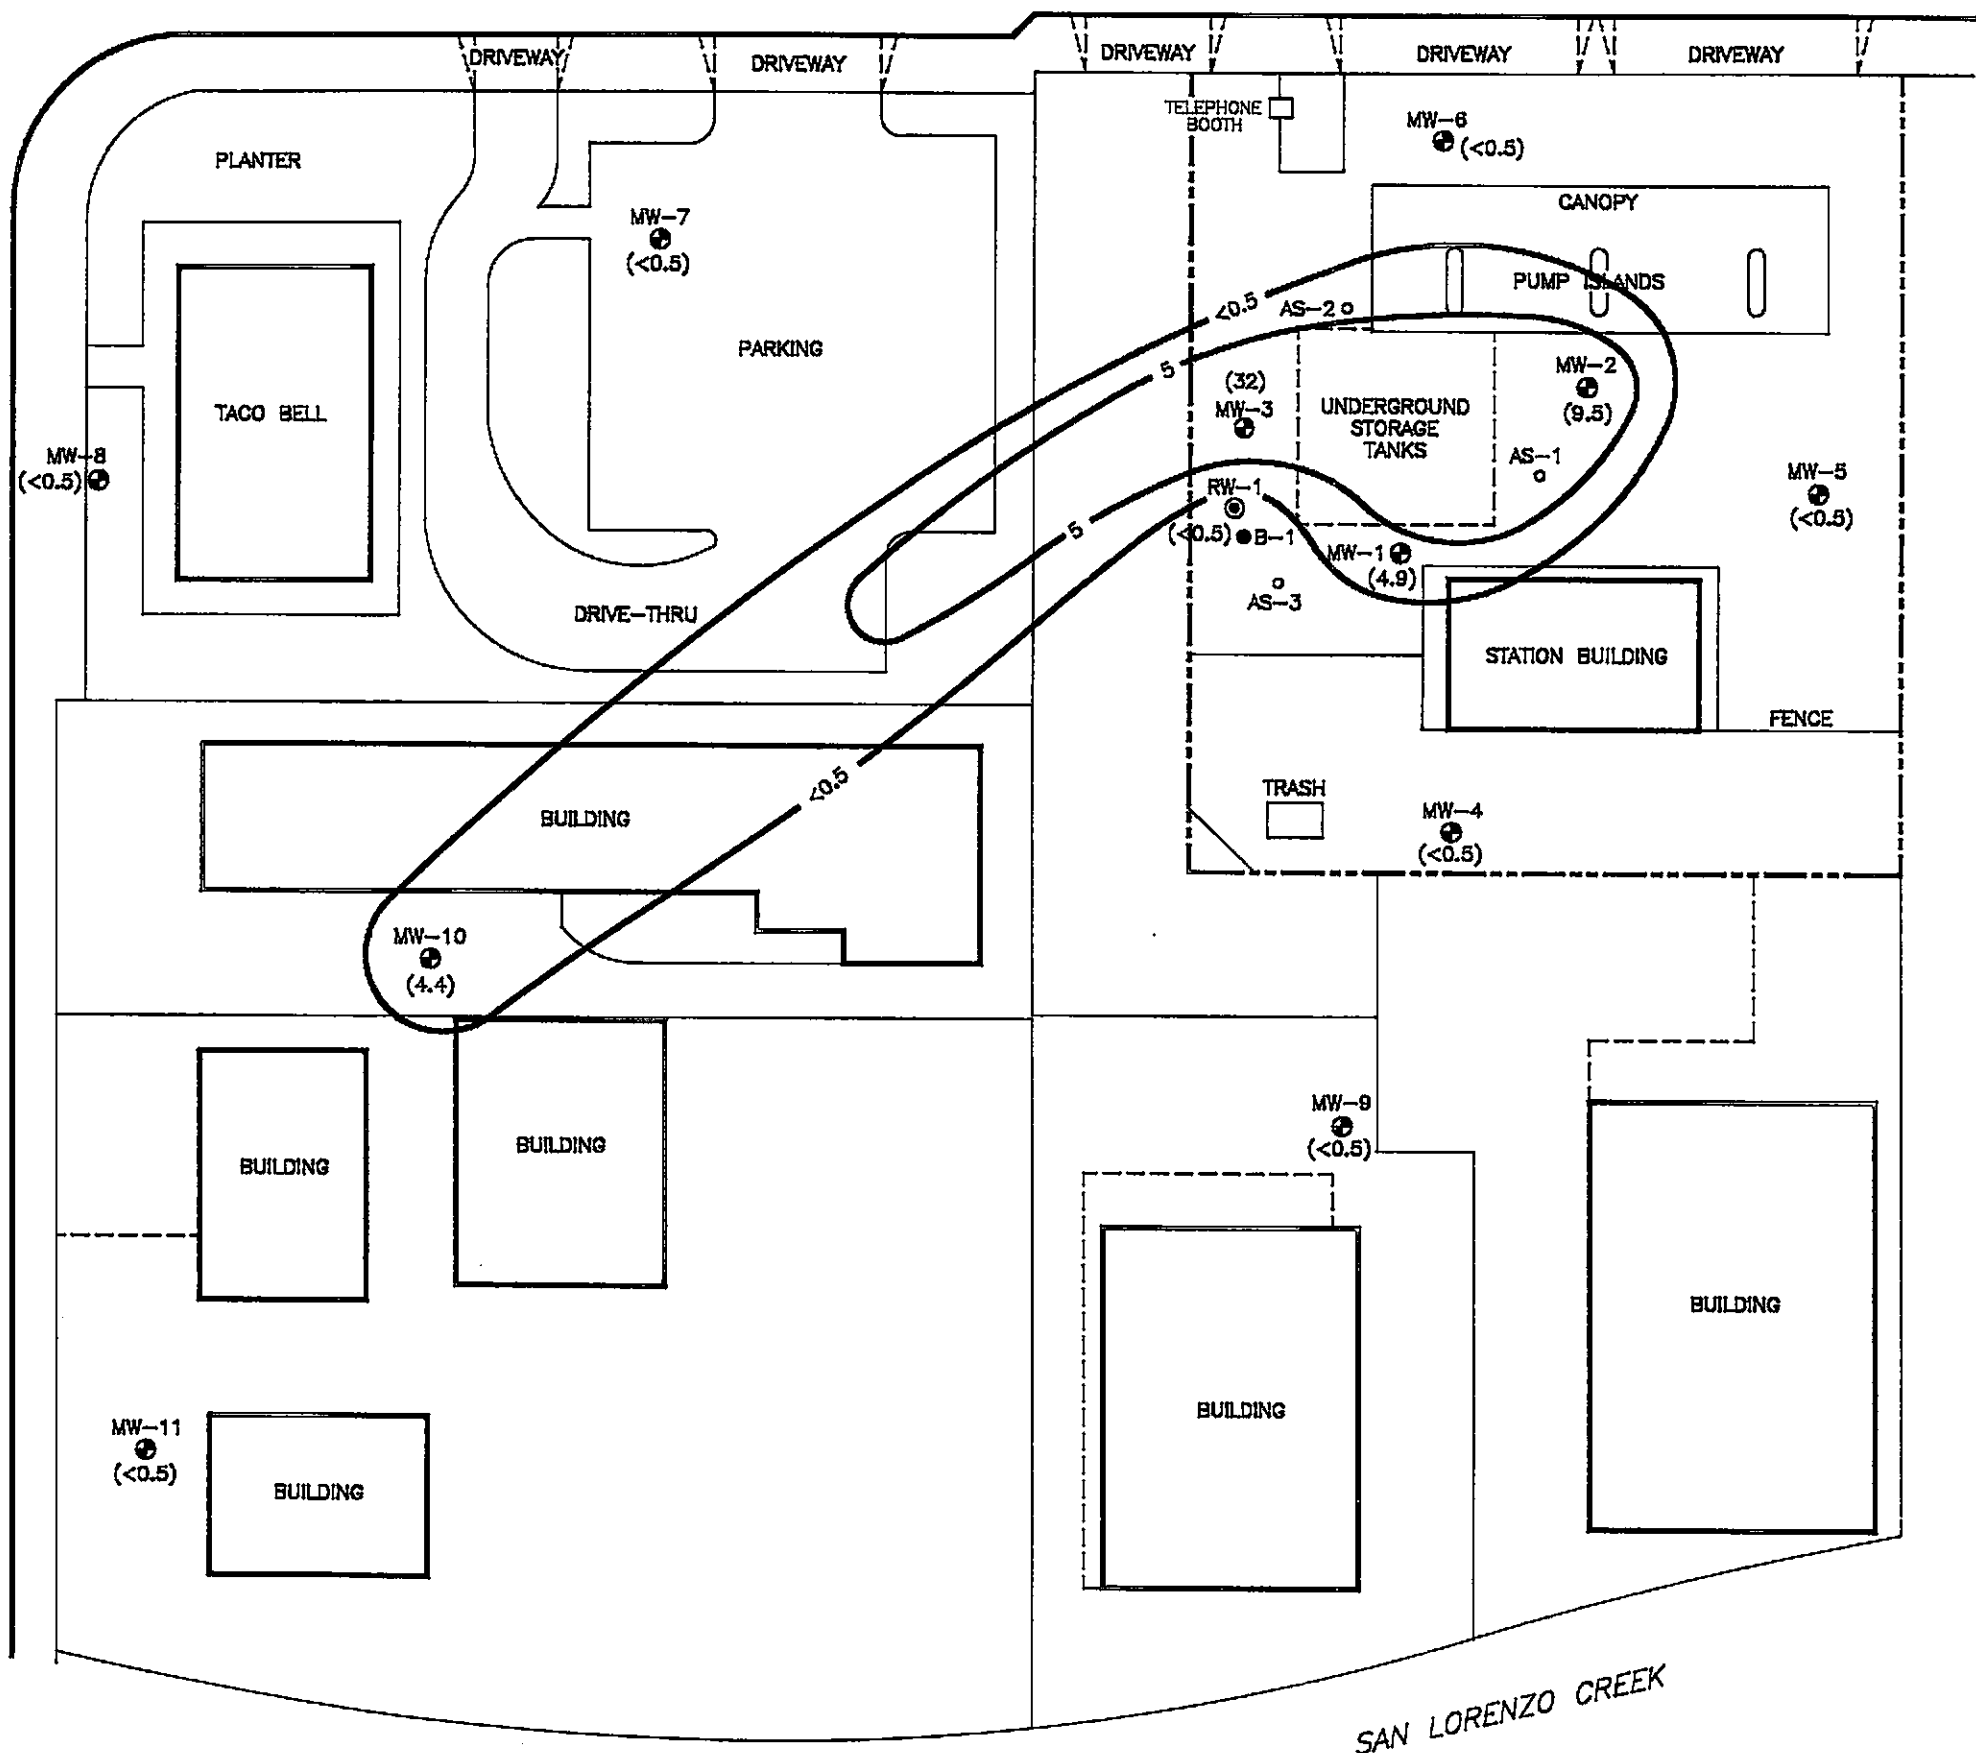 DRIVEWAY
DRIVEWAY
DRIVEWAY
DRIVEWAY
DRIVEWAY
TELEPHONE
BOOTH
MW-6
(<0.5)
PLANTER
CANOPY
MW-7
(<0.5)
PUMP ISLANDS
<0.5
AS-2
PARKING
5
MW-2
(9.5)
(32)
MW-3
UNDERGROUND
STORAGE
TANKS
TACO BELL
MW-8
(<0.5)
AS-1
MW-5
(<0.5)
RW-1
(<0.5)
B-1
5
MW-1
(4.9)
AS-3
DRIVE-THRU
STATION BUILDING
FENCE
<0.5
TRASH
BUILDING
MW-4
(<0.5)
MW-10
(4.4)
MW-9
(<0.5)
BUILDING
BUILDING
BUILDING
BUILDING
MW-11
(<0.5)
BUILDING
SAN LORENZO CREEK